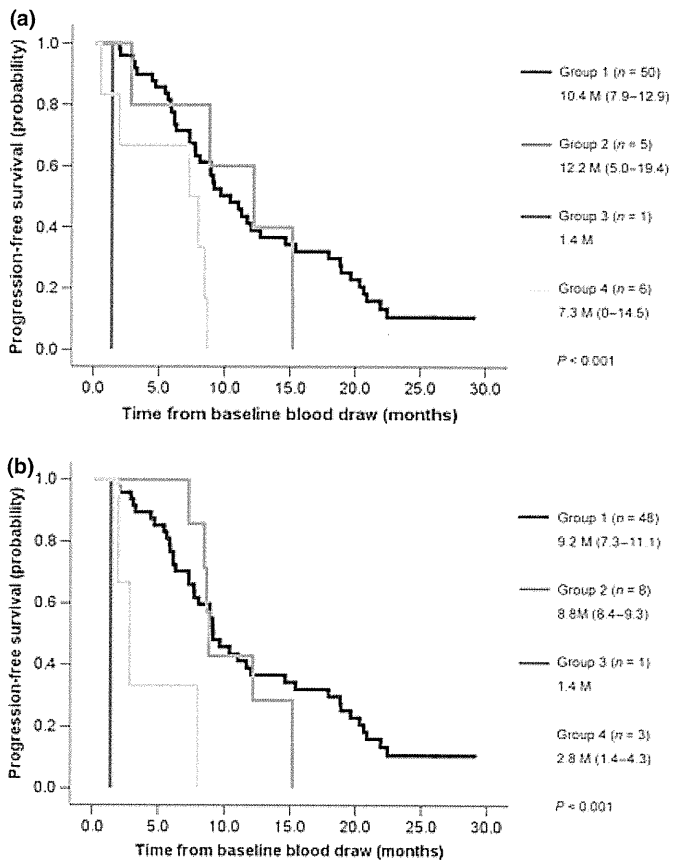 (a)
Progression-free survival (probability)
1.0
0.8
0.6
0.4
0.2
0.0
0.0 5.0 10.0 15.0 20.0 25.0 30.0
Time from baseline blood draw (months)
Group 1 (n = 50)
10.4 M (7.9–12.9)
Group 2 (n = 5)
12.2 M (5.0–19.4)
Group 3 (n = 1)
1.4 M
Group 4 (n = 6)
7.3 M (0–14.5)
P < 0.001
(b)
Progression-free survival (probability)
1.0
0.8
0.6
0.4
0.2
0.0
0.0 5.0 10.0 15.0 20.0 25.0 30.0
Time from baseline blood draw (months)
Group 1 (n = 48)
9.2 M (7.3–11.1)
Group 2 (n = 8)
8.8M (8.4–9.3)
Group 3 (n = 1)
1.4 M
Group 4 (n = 3)
2.8 M (1.4–4.3)
P < 0.001